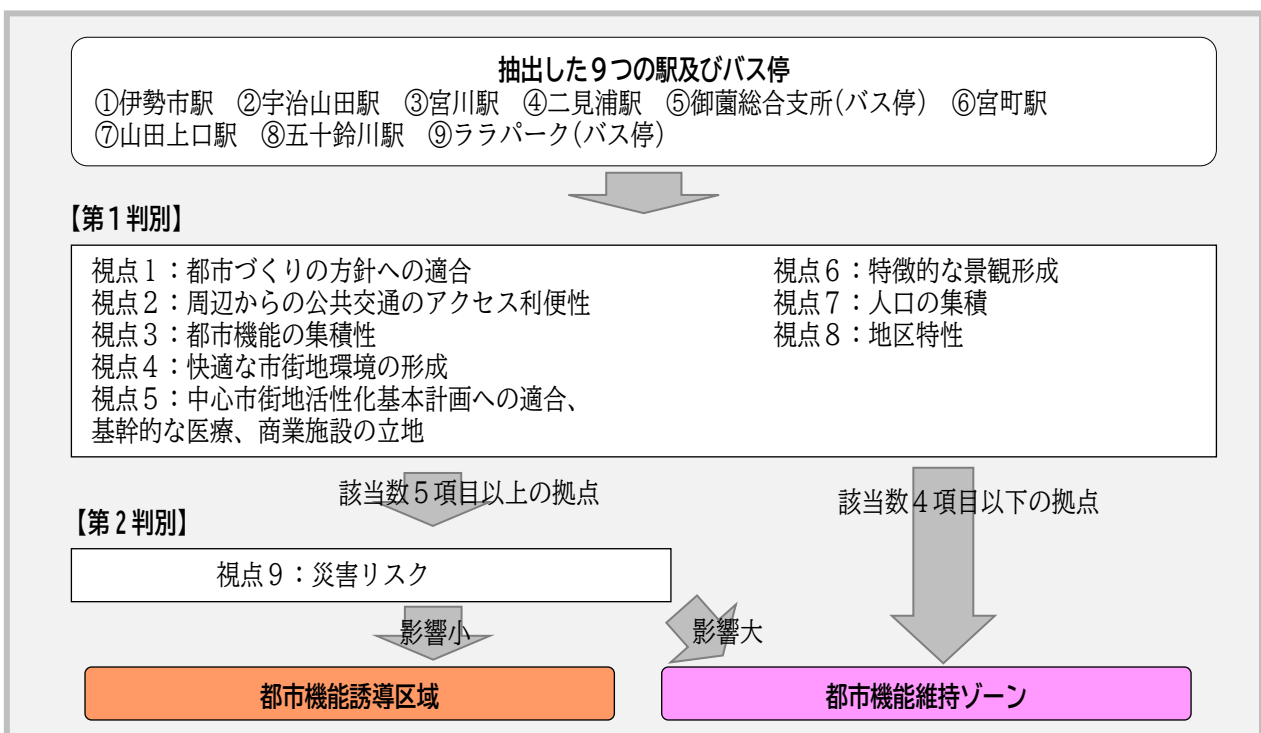 抽出した9つの駅及びバス停
①伊勢市駅　②宇治山田駅　③宮川駅　④二見浦駅　⑤御薗総合支所(バス停)　⑥宮町駅
⑦山田上口駅　⑧五十鈴川駅　⑨ララパーク(バス停)
【第１判別】
視点１：都市づくりの方針への適合
視点２：周辺からの公共交通のアクセス利便性
視点３：都市機能の集積性
視点４：快適な市街地環境の形成
視点５：中心市街地活性化基本計画への適合、
基幹的な医療、商業施設の立地
視点６：特徴的な景観形成
視点７：人口の集積
視点８：地区特性
該当数５項目以上の拠点
該当数４項目以下の拠点
【第２判別】
視点９：災害リスク
影響小
影響大
都市機能誘導区域
都市機能維持ゾーン